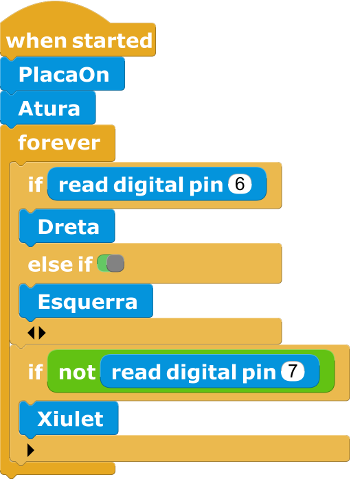 when started
PlacaOn
Atura
forever
if read digital pin 6
Dreta
else if
Esquerra
if not read digital pin 7
Xiulet